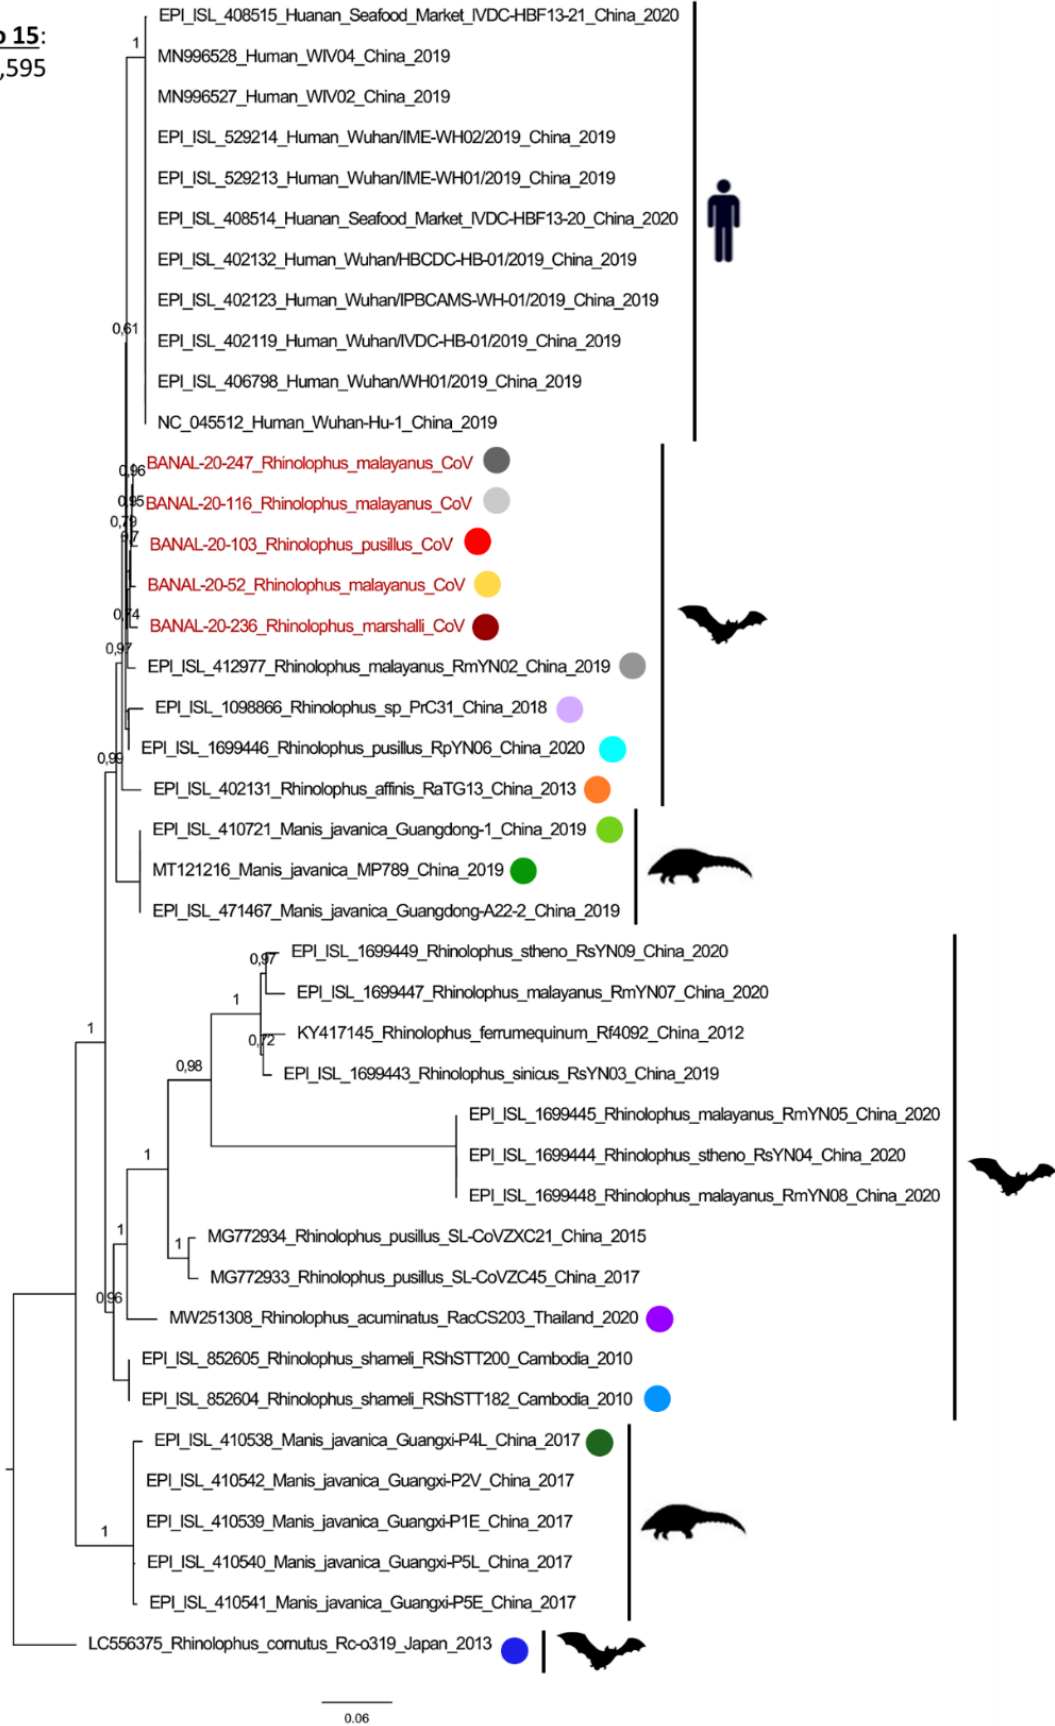 o 15:
,595
EPI_ISL_408515_Huanan_Seafood_Market_IVDC-HBF13-21_China_2020
1
MN996528_Human_WIV04_China_2019
MN996527_Human_WIV02_China_2019
EPI_ISL_529214_Human_Wuhan/IME-WH02/2019_China_2019
EPI_ISL_529213_Human_Wuhan/IME-WH01/2019_China_2019
EPI_ISL_408514_Huanan_Seafood_Market_IVDC-HBF13-20_China_2020
EPI_ISL_402132_Human_Wuhan/HBCDC-HB-01/2019_China_2019
EPI_ISL_402123_Human_Wuhan/IPBCAMS-WH-01/2019_China_2019
0,61
EPI_ISL_402119_Human_Wuhan/IVDC-HB-01/2019_China_2019
EPI_ISL_406798_Human_Wuhan/WH01/2019_China_2019
NC_045512_Human_Wuhan-Hu-1_China_2019
0,96
BANAL-20-247_Rhinolophus_malayanus_CoV
0,95
BANAL-20-116_Rhinolophus_malayanus_CoV
0,79
BANAL-20-103_Rhinolophus_pusillus_CoV
BANAL-20-52_Rhinolophus_malayanus_CoV
0,74
BANAL-20-236_Rhinolophus_marshalli_CoV
0,97
EPI_ISL_412977_Rhinolophus_malayanus_RmYN02_China_2019
EPI_ISL_1098866_Rhinolophus_sp_PrC31_China_2018
EPI_ISL_1699446_Rhinolophus_pusillus_RpYN06_China_2020
0,99
EPI_ISL_402131_Rhinolophus_affinis_RaTG13_China_2013
EPI_ISL_410721_Manis_javanica_Guangdong-1_China_2019
MT121216_Manis_javanica_MP789_China_2019
EPI_ISL_471467_Manis_javanica_Guangdong-A22-2_China_2019
EPI_ISL_1699449_Rhinolophus_stheno_RsYN09_China_2020
0,97
EPI_ISL_1699447_Rhinolophus_malayanus_RmYN07_China_2020
1
KY417145_Rhinolophus_ferrumequinum_Rf4092_China_2012
1
0,72
0,98
EPI_ISL_1699443_Rhinolophus_sinicus_RsYN03_China_2019
EPI_ISL_1699445_Rhinolophus_malayanus_RmYN05_China_2020
1
EPI_ISL_1699444_Rhinolophus_stheno_RsYN04_China_2020
EPI_ISL_1699448_Rhinolophus_malayanus_RmYN08_China_2020
1
MG772934_Rhinolophus_pusillus_SL-CoVZXC21_China_2015
1
MG772933_Rhinolophus_pusillus_SL-CoVZC45_China_2017
0,96
MW251308_Rhinolophus_acuminatus_RacCS203_Thailand_2020
EPI_ISL_852605_Rhinolophus_shameli_RShSTT200_Cambodia_2010
EPI_ISL_852604_Rhinolophus_shameli_RShSTT182_Cambodia_2010
EPI_ISL_410538_Manis_javanica_Guangxi-P4L_China_2017
EPI_ISL_410542_Manis_javanica_Guangxi-P2V_China_2017
1
EPI_ISL_410539_Manis_javanica_Guangxi-P1E_China_2017
EPI_ISL_410540_Manis_javanica_Guangxi-P5L_China_2017
EPI_ISL_410541_Manis_javanica_Guangxi-P5E_China_2017
LC556375_Rhinolophus_cornutus_Rc-o319_Japan_2013
0.06